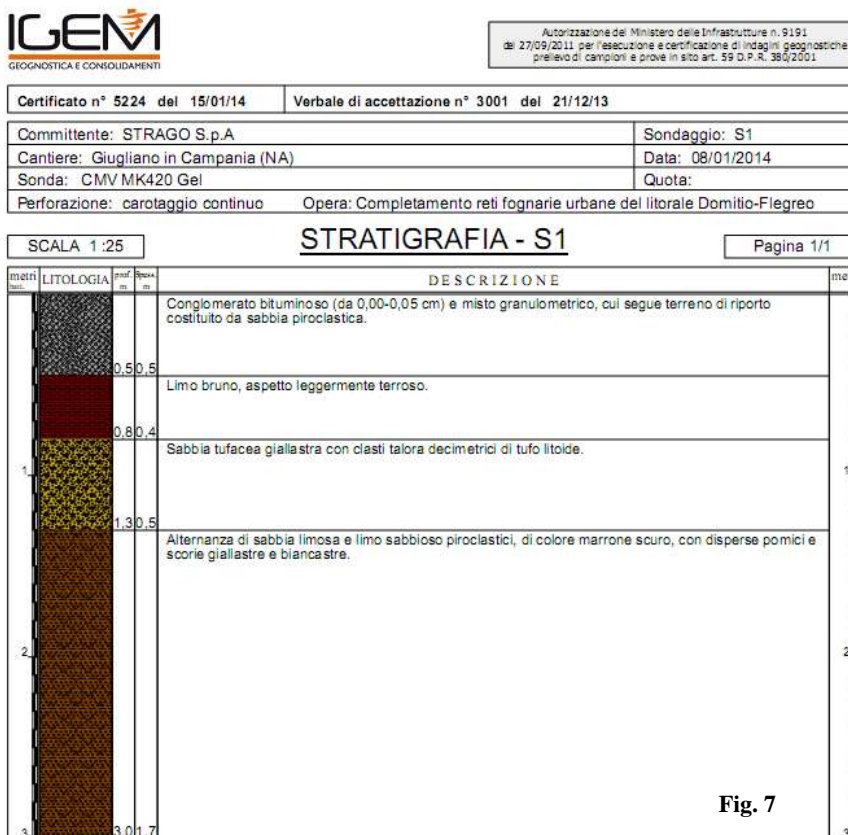 IGEM
GEOGNOSTICA E CONSOLIDAMENTI
Autorizzazione del Ministero delle Infrastrutture n. 9191
del 27/09/2011 per l'esecuzione e certificazione di indagini geognostiche
prelievo di campioni e prove in sito art. 59 D.P.R. 380/2001
Certificato n° 5224 del 15/01/14 Verbale di accettazione n° 3001 del 21/12/13
Committente: STRAGO S.p.A Sondaggio: S1
Cantiere: Giugliano in Campania (NA) Data: 08/01/2014
Sonda: CMV MK420 Gel Quota:
Perforazione: carotaggio continuo Opera: Completamento reti fognarie urbane del litorale Domitio-Flegreo
SCALA 1:25 STRATIGRAFIA - S1 Pagina 1/1
metri LITOLOGIA prof. m Spess. m DESCRIZIONE
Conglomerato bituminoso (da 0,00-0,05 cm) e misto granulometrico, cui segue terreno di riporto
costituito da sabbia piroclastica.
0,5 0,5
Limo bruno, aspetto leggermente terroso.
0,8 0,4
Sabbia tufacea giallastra con clasti talora decimetrici di tufo litoide.
1 1
1,3 0,5
Alternanza di sabbia limosa e limo sabbioso piroclastici, di colore marrone scuro, con disperse pomici e
scorie giallastre e biancastre.
2 2
Fig. 7
3 3,0 1,7 3